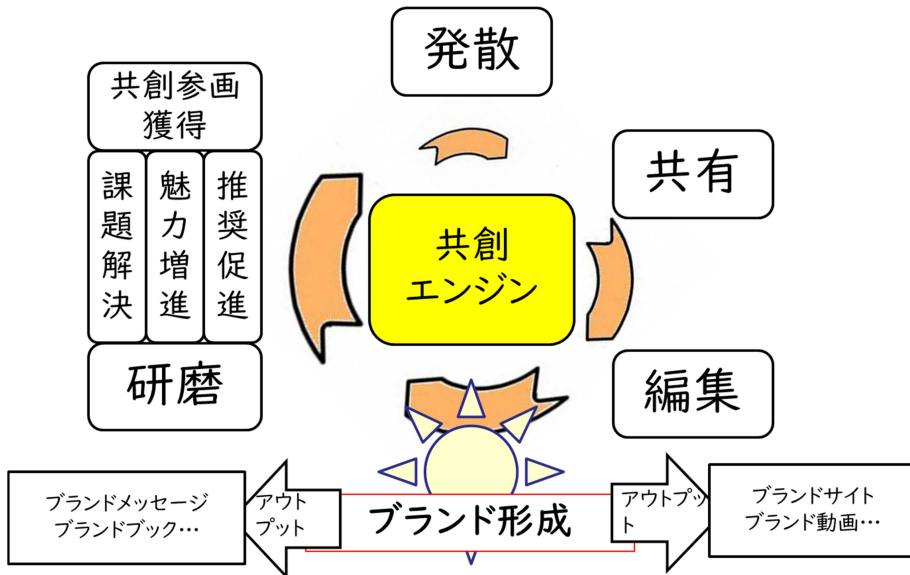 発散
共創参画
獲得
共有
課題解決
魅力増進
推奨促進
共創
エンジン
研磨
編集
ブランドメッセージ
ブランドブック…
アウト
プット
ブランド形成
アウトプッ
ト
ブランドサイト
ブランド動画…